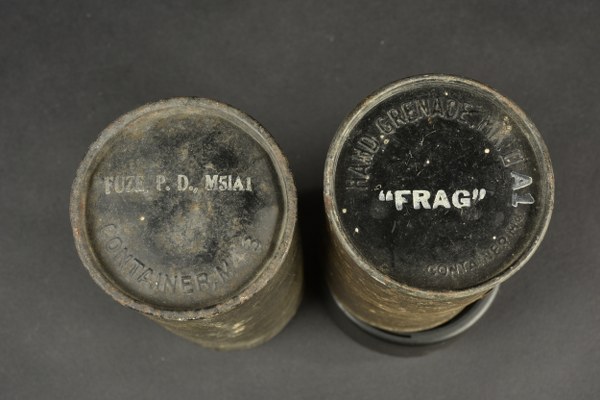 FUZE, P. D., M51A1
CONTAINER
HAND GRENADE
A1
"FRAG"